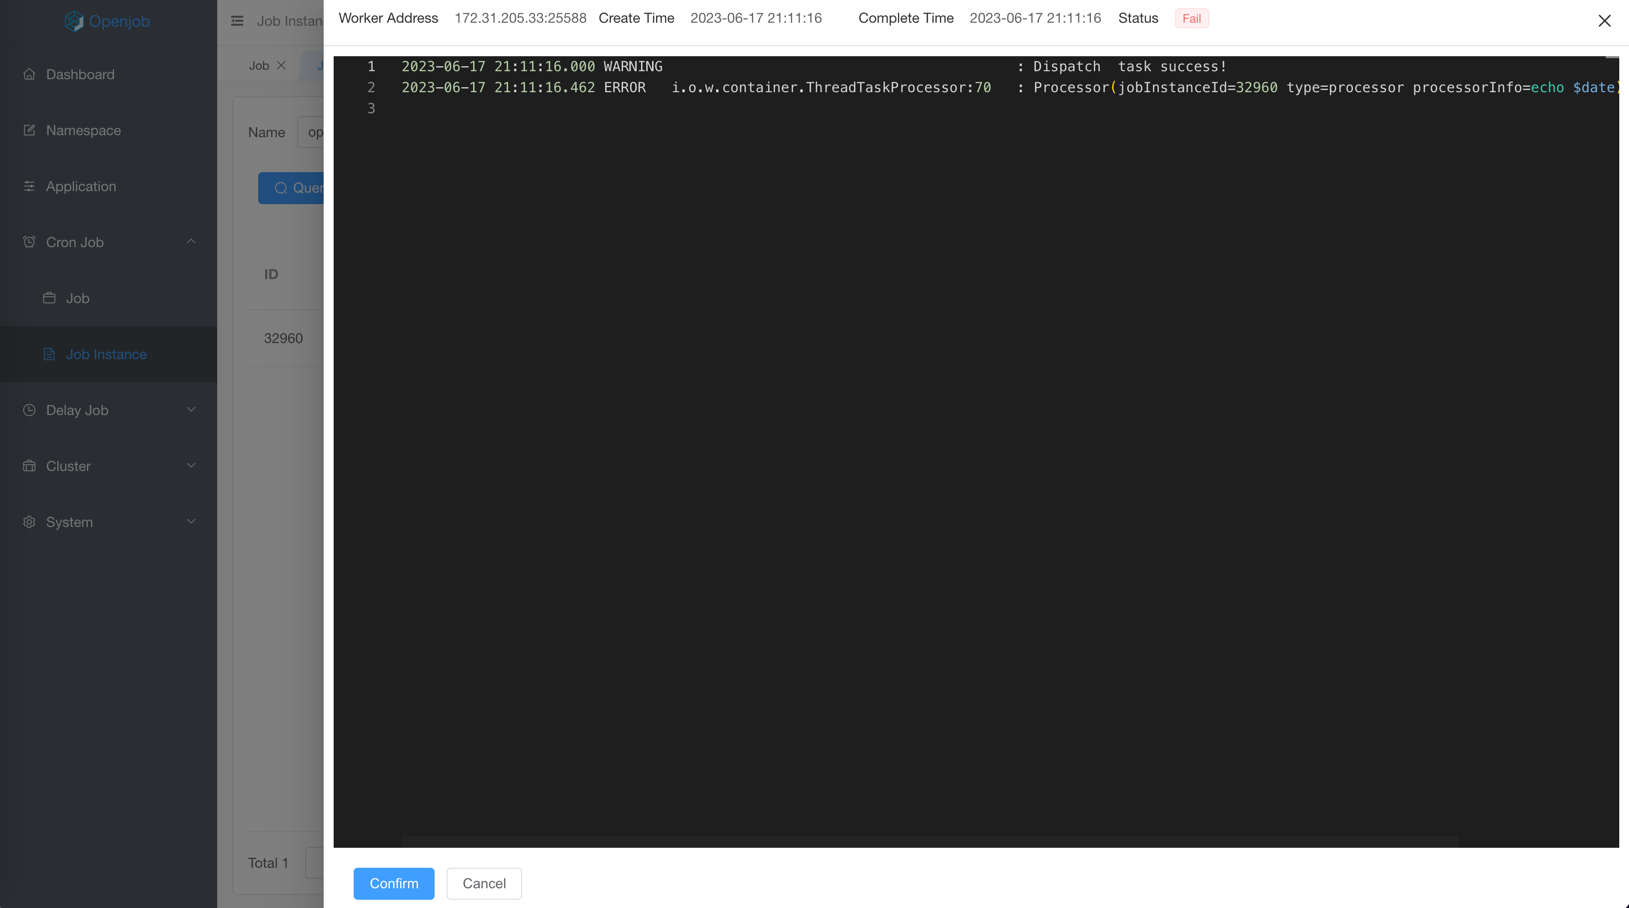 Openjob
Dashboard
Namespace
Application
Cron Job
Job
Job Instance
Delay Job
Cluster
System
Job Instan
Job
Name
op
Quer
ID
32960
Total 1
Worker Address 172.31.205.33:25588 Create Time 2023-06-17 21:11:16 Complete Time 2023-06-17 21:11:16 Status Fail
1 2023-06-17 21:11:16.000 WARNING : Dispatch  task success!
2 2023-06-17 21:11:16.462 ERROR i.o.w.container.ThreadTaskProcessor:70 : Processor(jobInstanceId=32960 type=processor processorInfo=echo $date)
3
Confirm Cancel